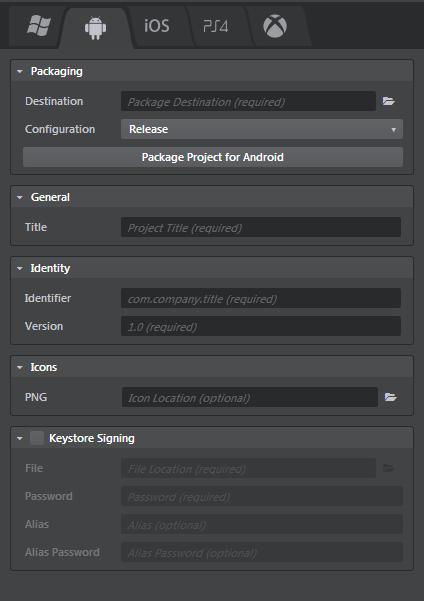 iOS PS4
Packaging
Destination Package Destination (required)
Configuration Release
Package Project for Android
General
Title Project Title (required)
Identity
Identifier com.company.title (required)
Version 1.0 (required)
Icons
PNG Icon Location (optional)
Keystore Signing
File File Location (required)
Password Password (required)
Alias Alias (optional)
Alias Password Alias Password (optional)